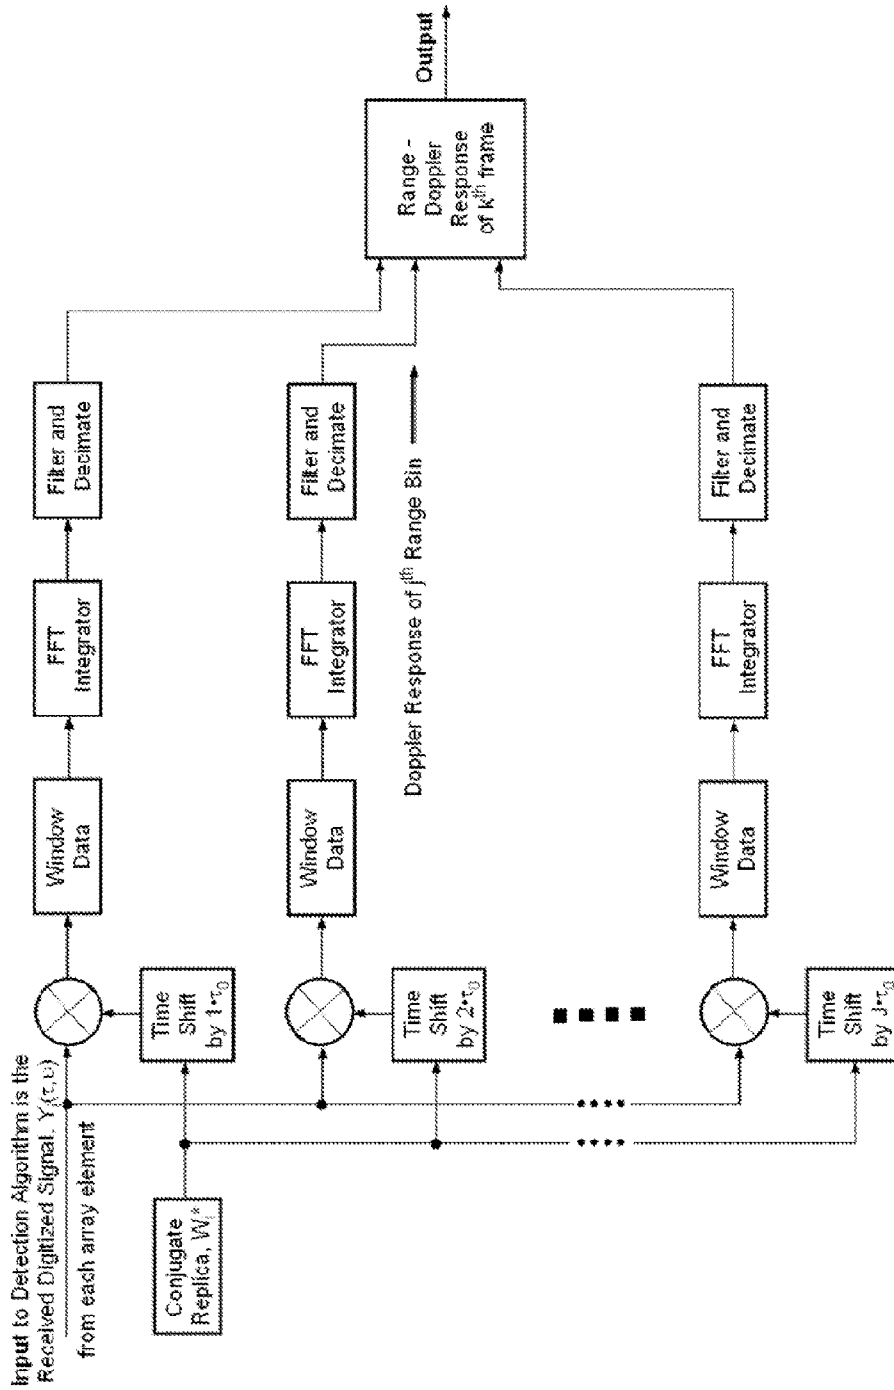 Input to Detection Algorithm is the
Received Digitized Signal, Yᵢ(τ,υ)
from each array element
Conjugate
Replica, Wᵢ*
Time
Shift
by 1•τ₀
Window
Data
FFT
Integrator
Filter and
Decimate
Time
Shift
by 2•τ₀
Window
Data
FFT
Integrator
Filter and
Decimate
Doppler Response of jᵗʰ Range Bin
Time
Shift
by J•τ₀
Window
Data
FFT
Integrator
Filter and
Decimate
Range -
Doppler
Response
of kᵗʰ frame
Output